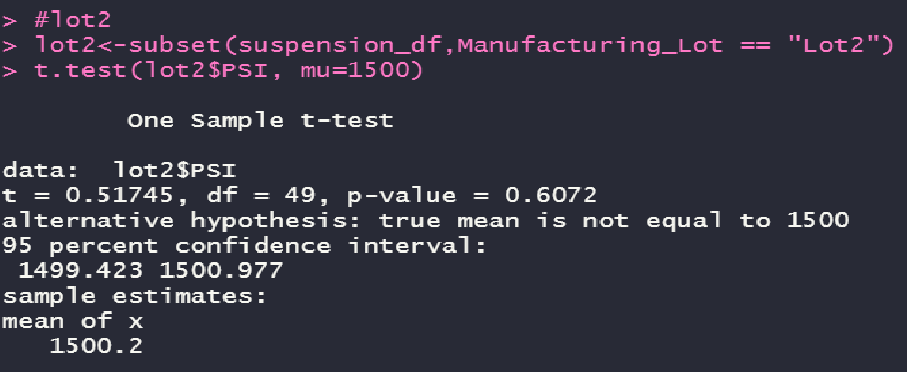 > #lot2
> lot2<-subset(suspension_df,Manufacturing_Lot == "Lot2")
> t.test(lot2$PSI, mu=1500)
One Sample t-test
data:  lot2$PSI
t = 0.51745, df = 49, p-value = 0.6072
alternative hypothesis: true mean is not equal to 1500
95 percent confidence interval:
 1499.423 1500.977
sample estimates:
mean of x
   1500.2